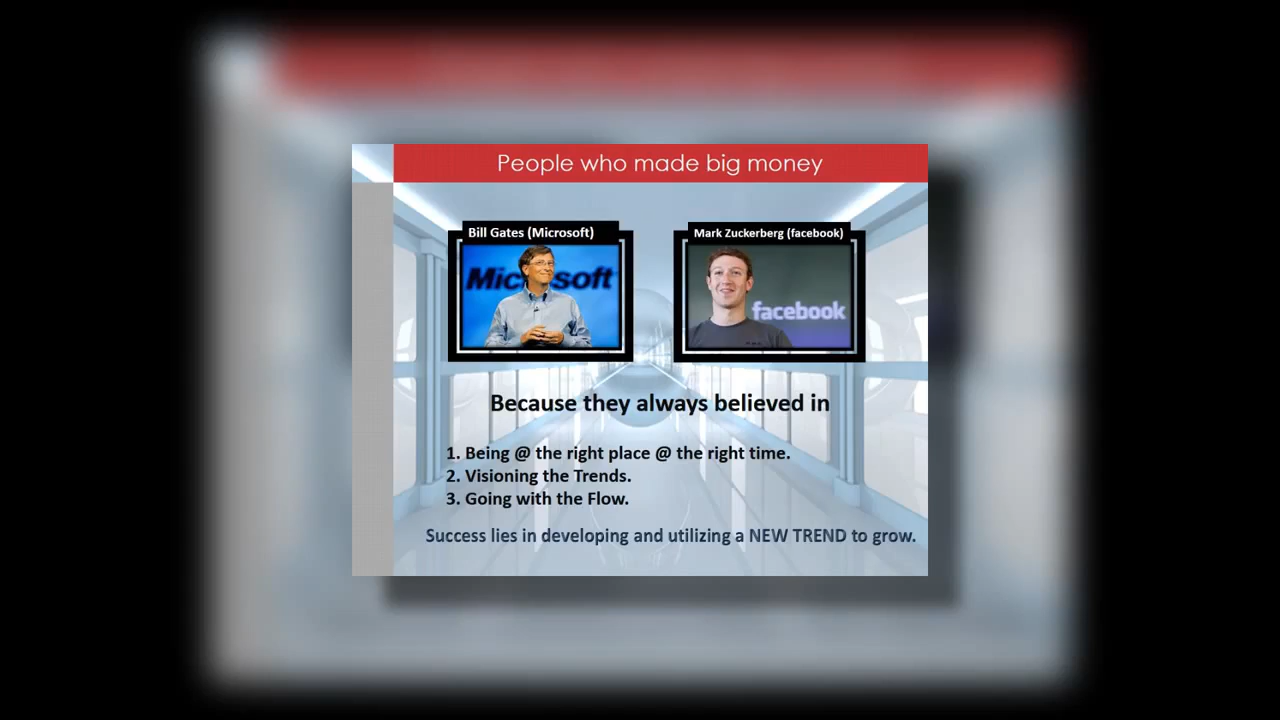 People who made big money
Bill Gates (Microsoft)
Mark Zuckerberg (facebook)
Mic soft
facebook
Because they always believed in
1. Being @ the right place @ the right time.
2. Visioning the Trends.
3. Going with the Flow.
Success lies in developing and utilizing a NEW TREND to grow.